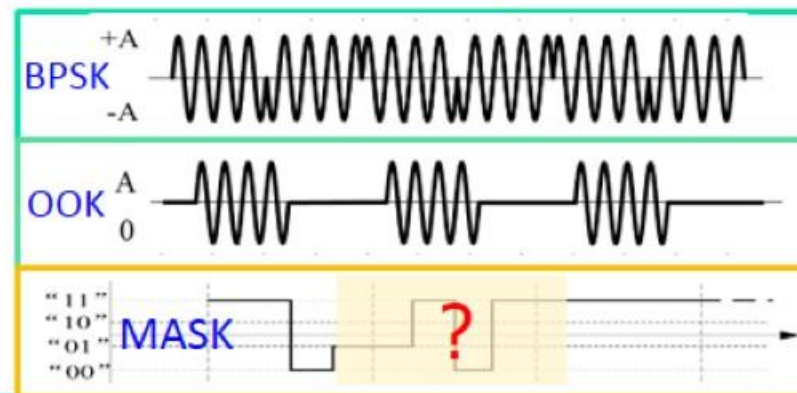 +A
BPSK
-A
A
OOK
0
“11”
“10”
MASK
“01”
“00”
?